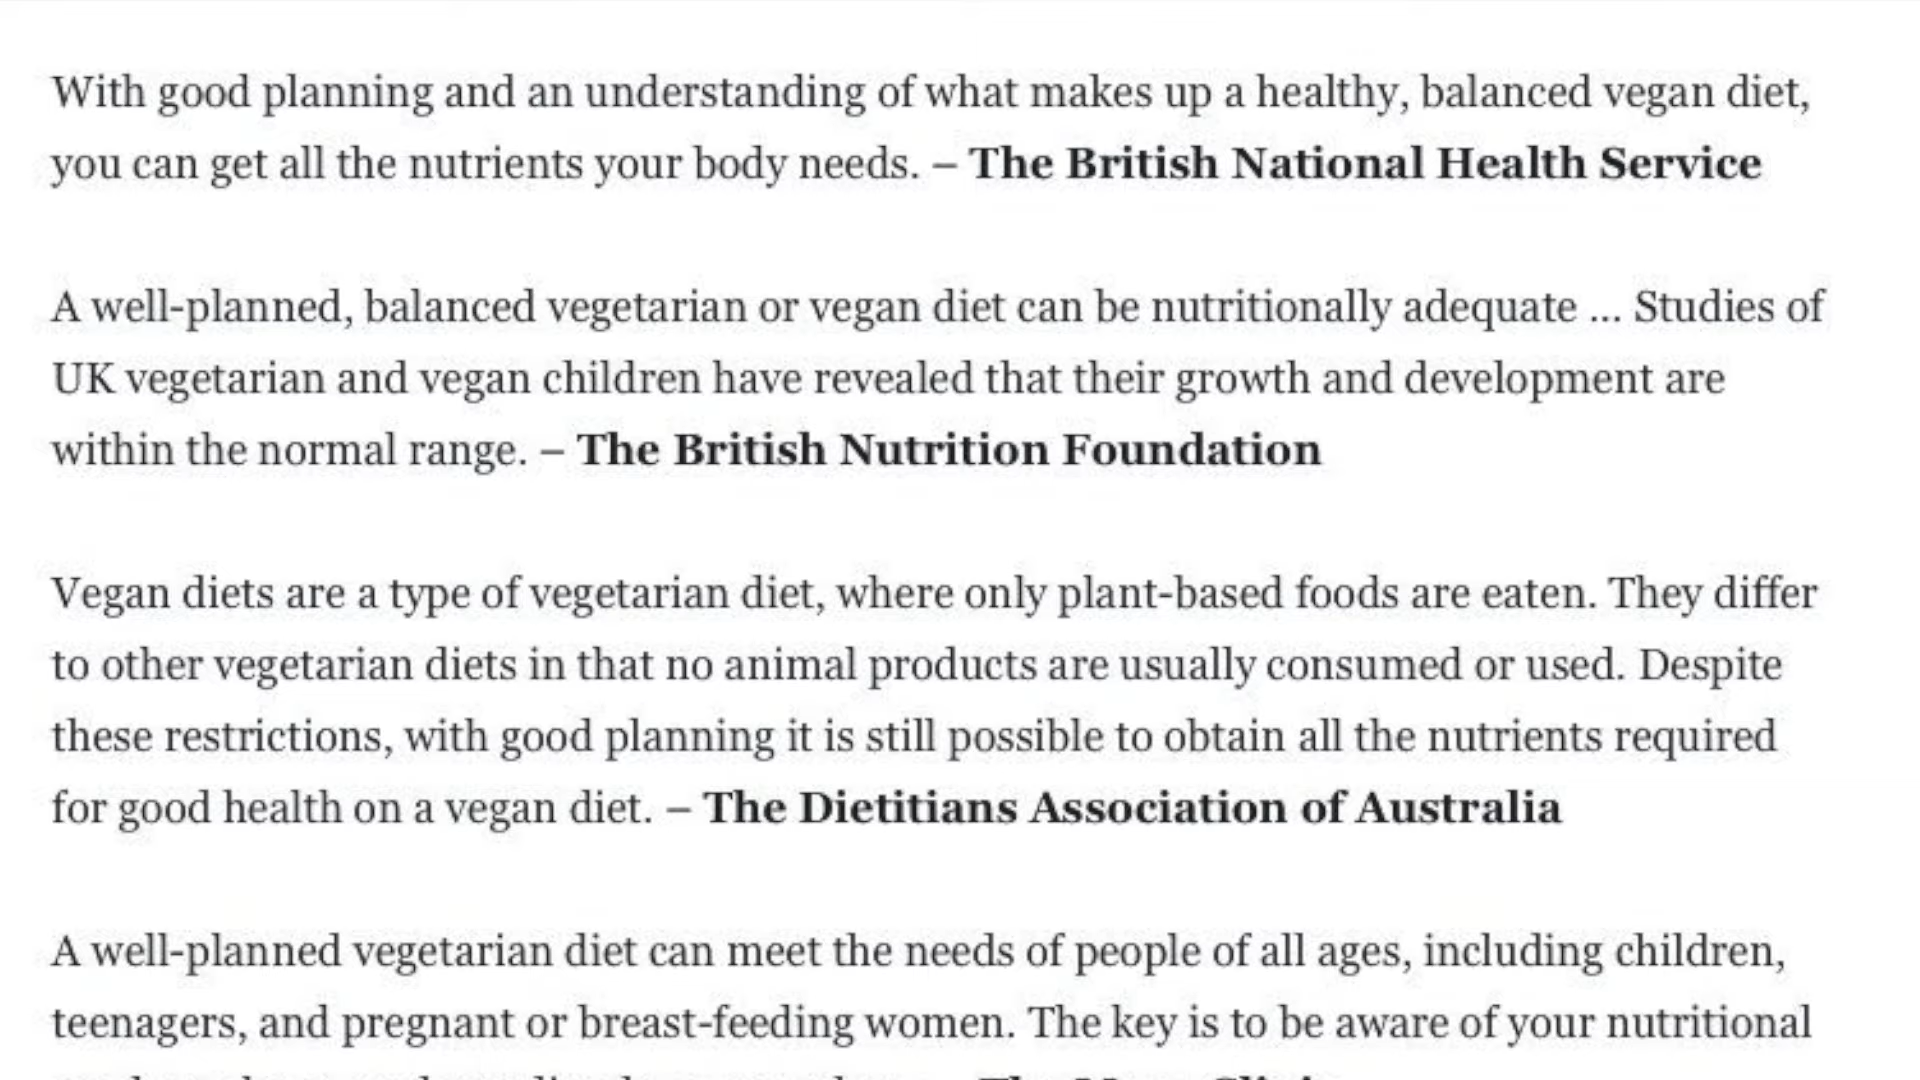 With good planning and an understanding of what makes up a healthy, balanced vegan diet,
you can get all the nutrients your body needs. – The British National Health Service
A well-planned, balanced vegetarian or vegan diet can be nutritionally adequate ... Studies of
UK vegetarian and vegan children have revealed that their growth and development are
within the normal range. – The British Nutrition Foundation
Vegan diets are a type of vegetarian diet, where only plant-based foods are eaten. They differ
to other vegetarian diets in that no animal products are usually consumed or used. Despite
these restrictions, with good planning it is still possible to obtain all the nutrients required
for good health on a vegan diet. – The Dietitians Association of Australia
A well-planned vegetarian diet can meet the needs of people of all ages, including children,
teenagers, and pregnant or breast-feeding women. The key is to be aware of your nutritional